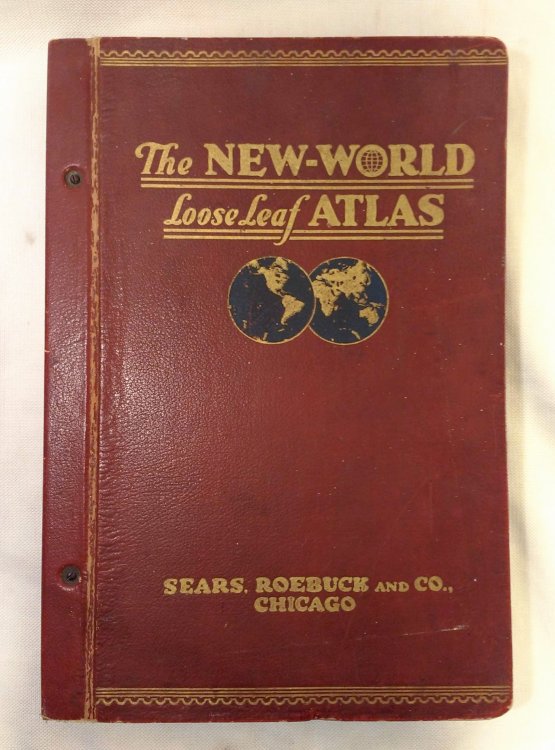 The NEW-WORLD
Loose Leaf ATLAS
SEARS, ROEBUCK AND CO.,
CHICAGO